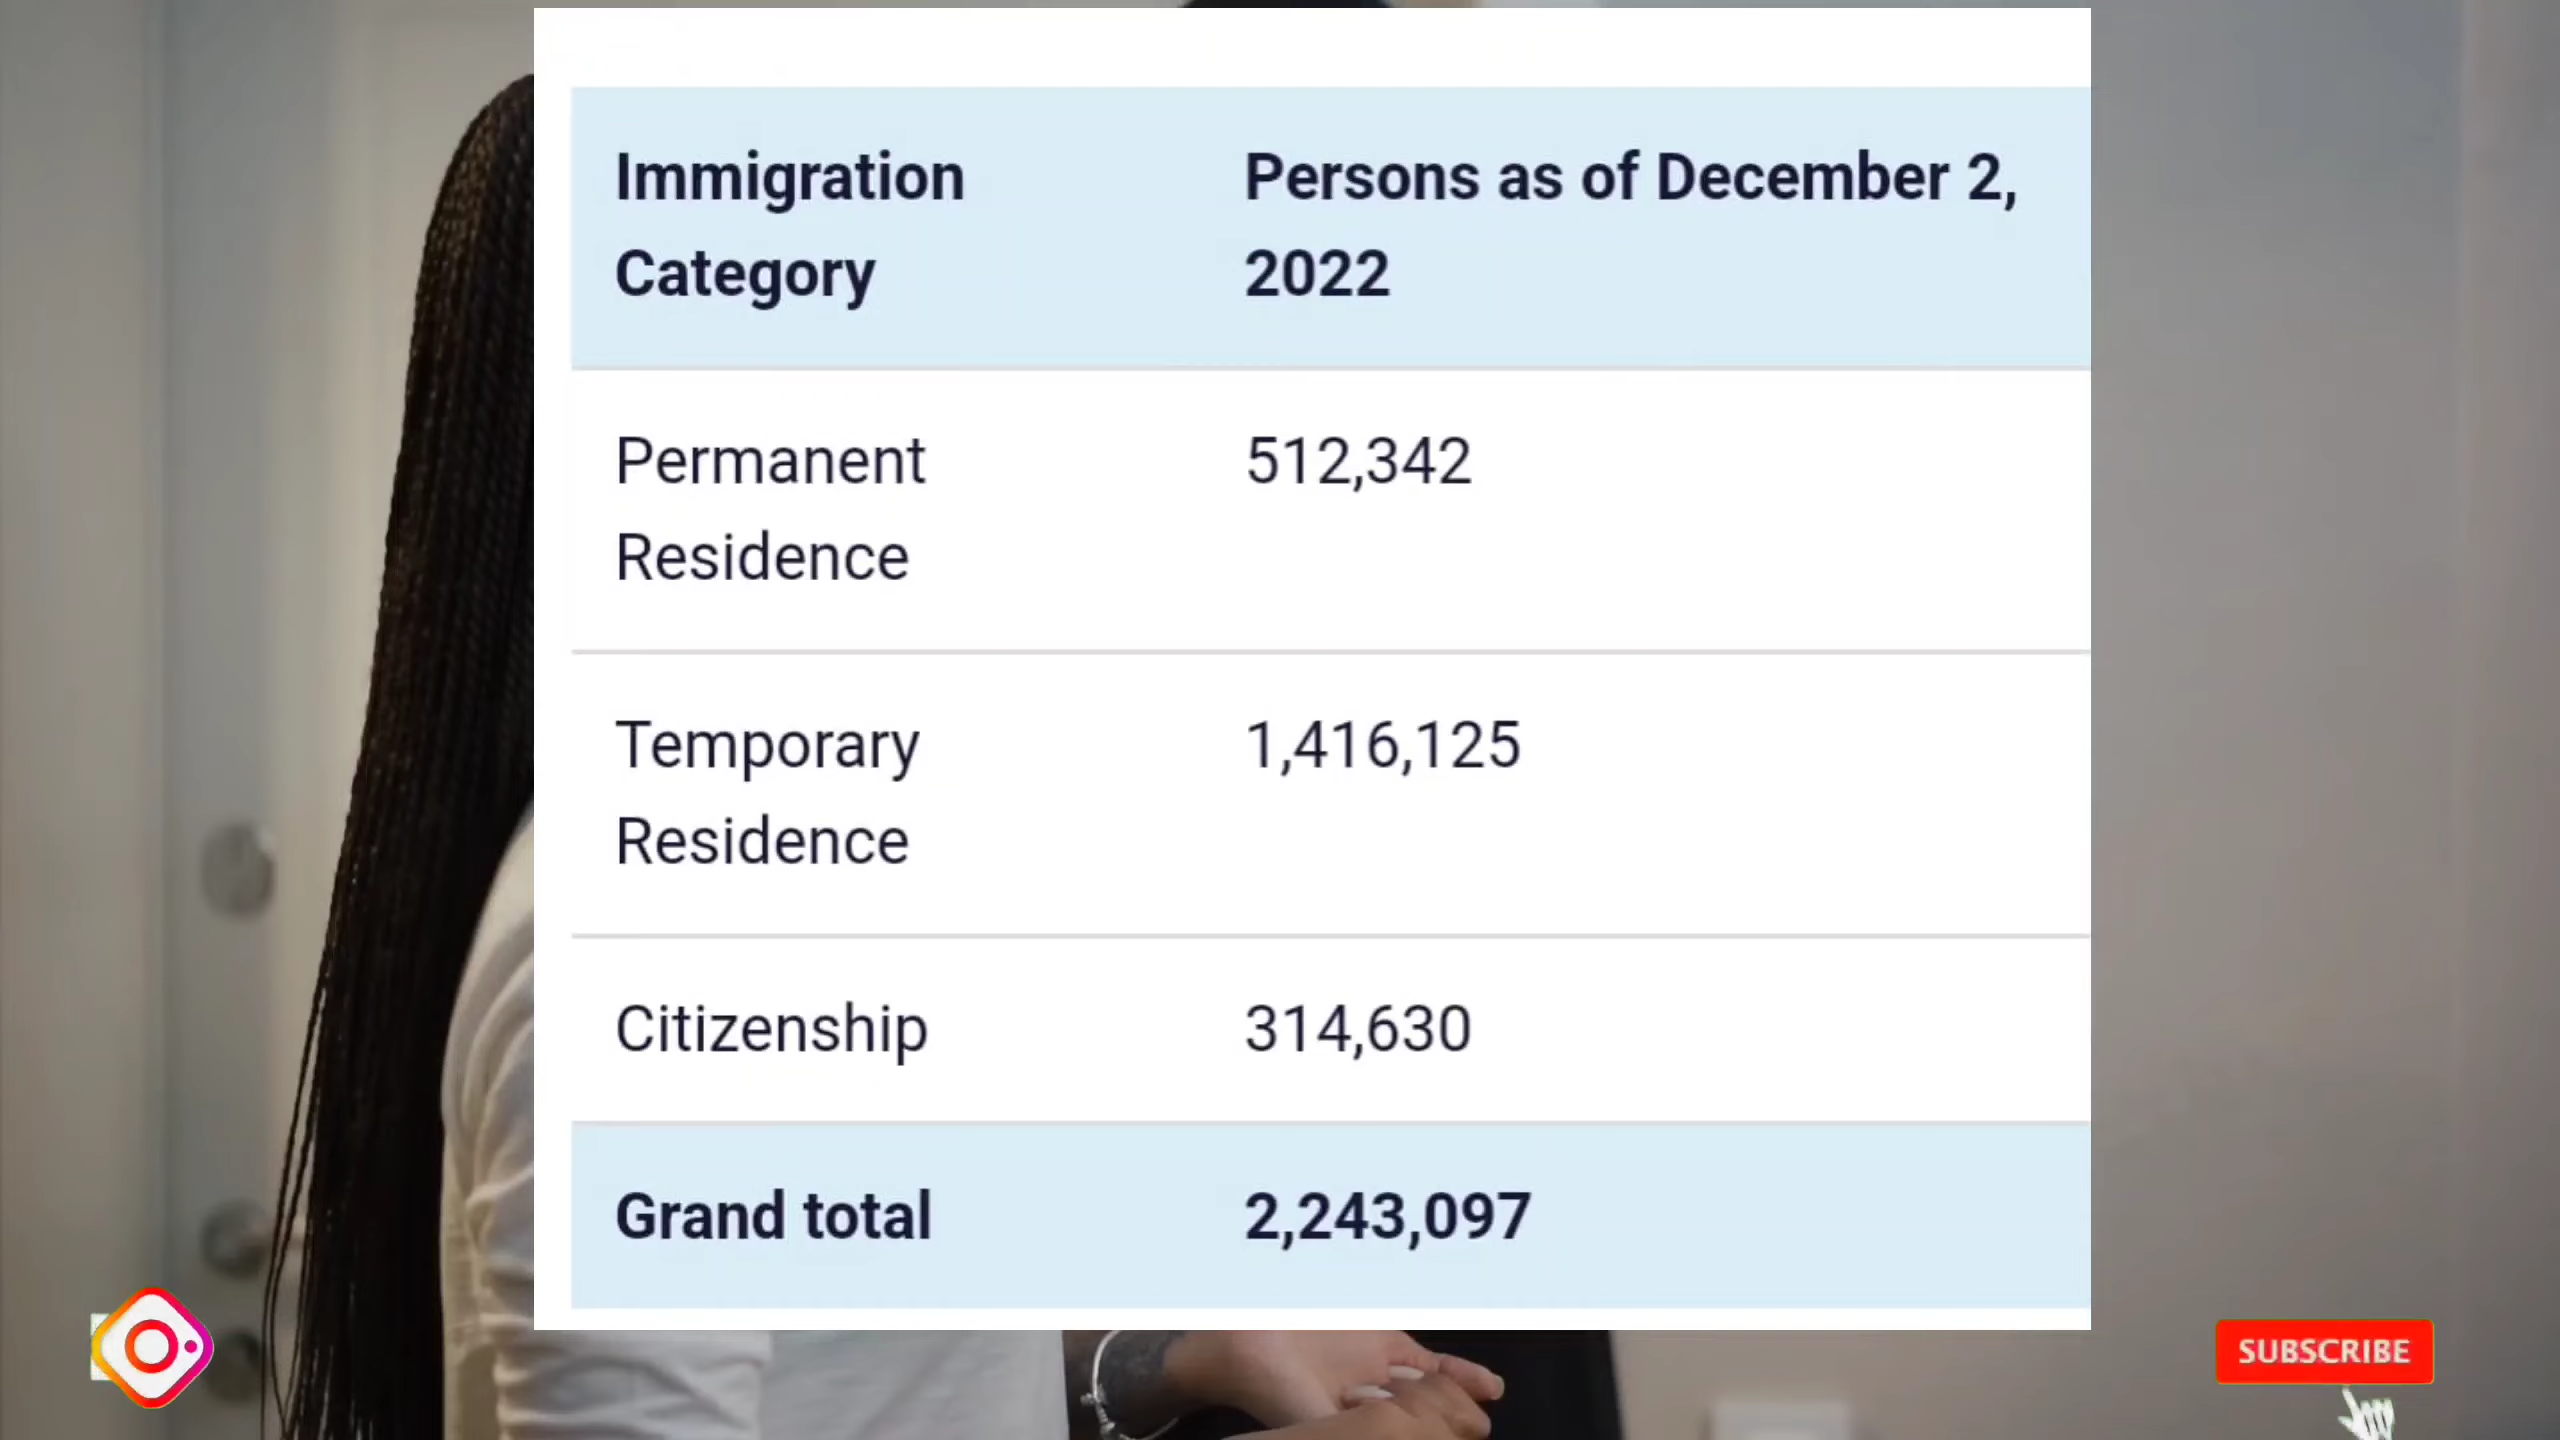 Immigration Category
Persons as of December 2, 2022
Permanent Residence
512,342
Temporary Residence
1,416,125
Citizenship
314,630
Grand total
2,243,097
SUBSCRIBE